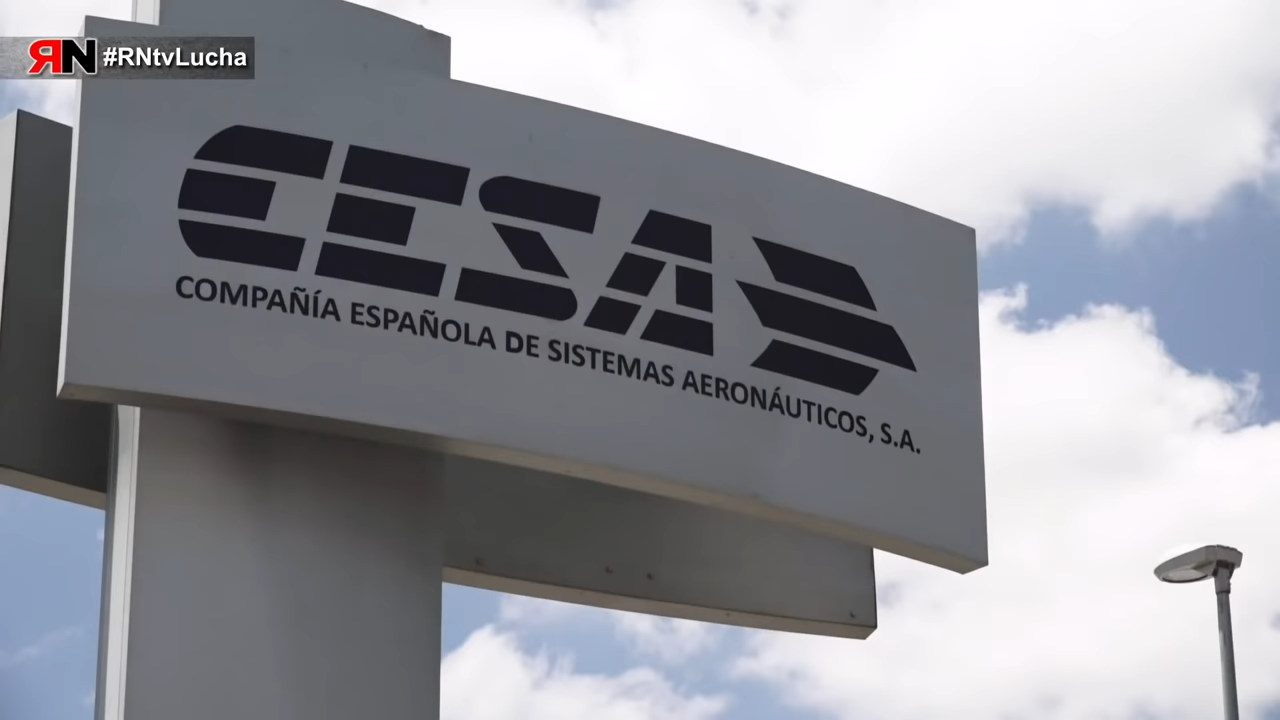 RN #RNtvLucha
CESA
COMPAÑÍA ESPAÑOLA DE SISTEMAS AERONÁUTICOS, S.A.